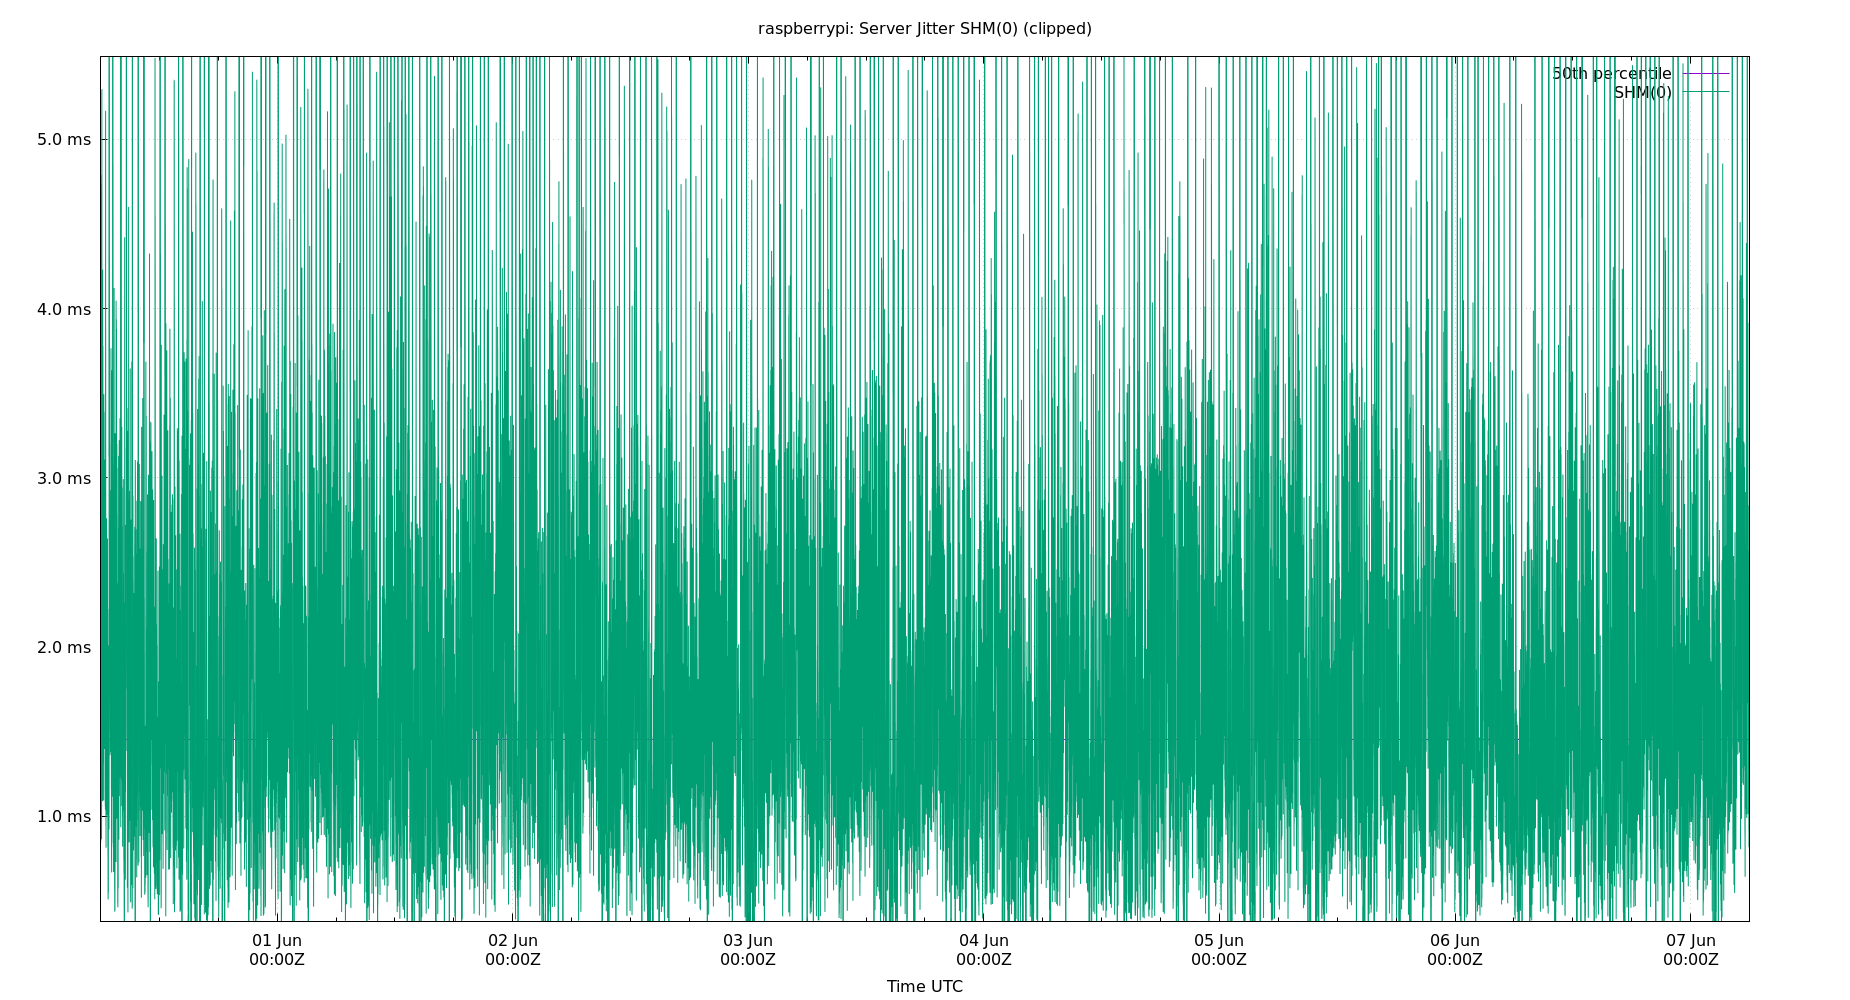 raspberrypi: Server Jitter SHM(0) (clipped)
50th percentile
SHM(0)
5.0 ms
4.0 ms
3.0 ms
2.0 ms
1.0 ms
01 Jun 02 Jun 03 Jun 04 Jun 05 Jun 06 Jun 07 Jun
00:00Z 00:00Z 00:00Z 00:00Z 00:00Z 00:00Z 00:00Z
Time UTC